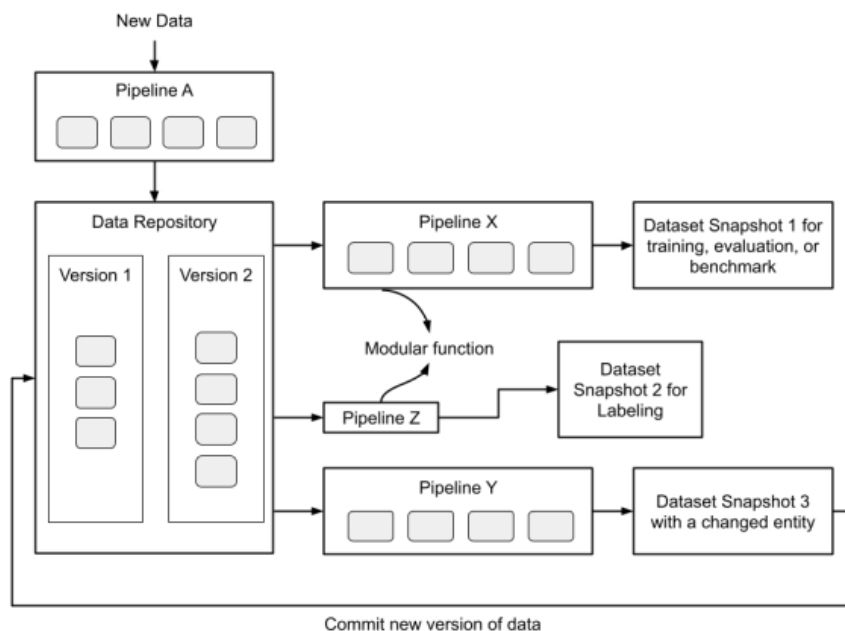 New Data
Pipeline A
Data Repository
Version 1
Version 2
Pipeline X
Dataset Snapshot 1 for
training, evaluation, or
benchmark
Modular function
Pipeline Z
Dataset
Snapshot 2 for
Labeling
Pipeline Y
Dataset Snapshot 3
with a changed entity
Commit new version of data